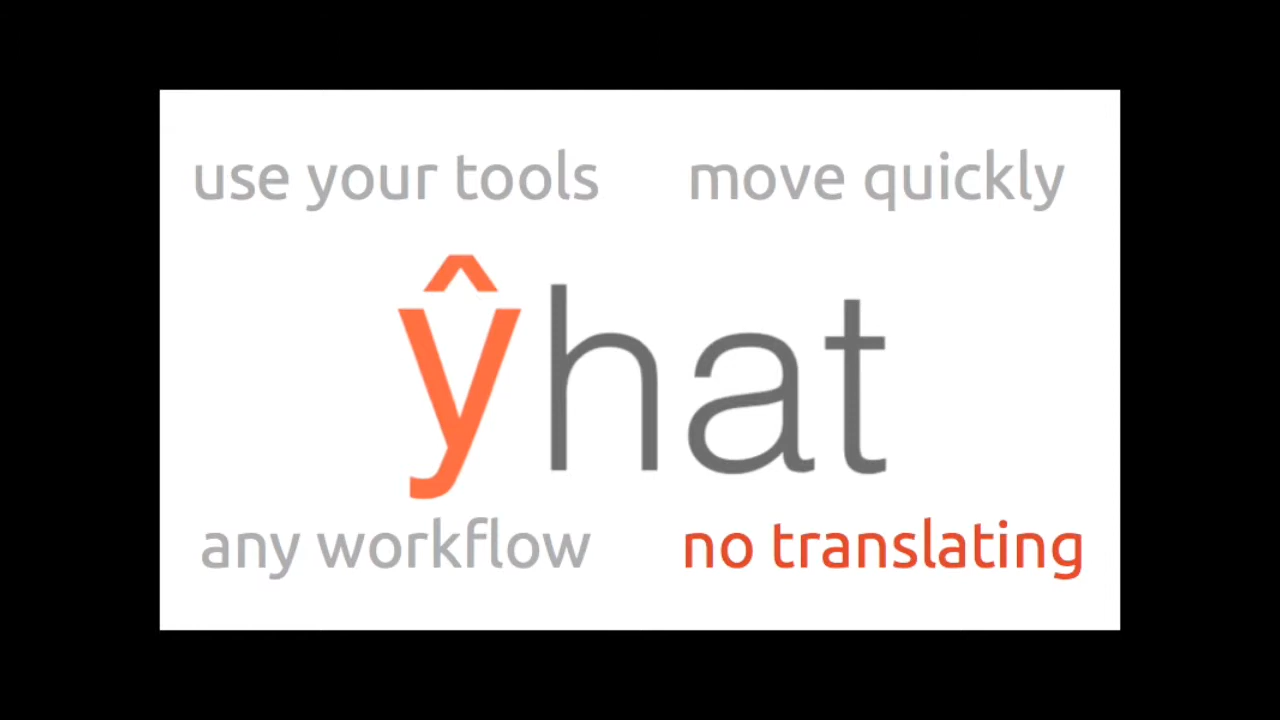 use your tools
move quickly
ŷhat
any workflow
no translating